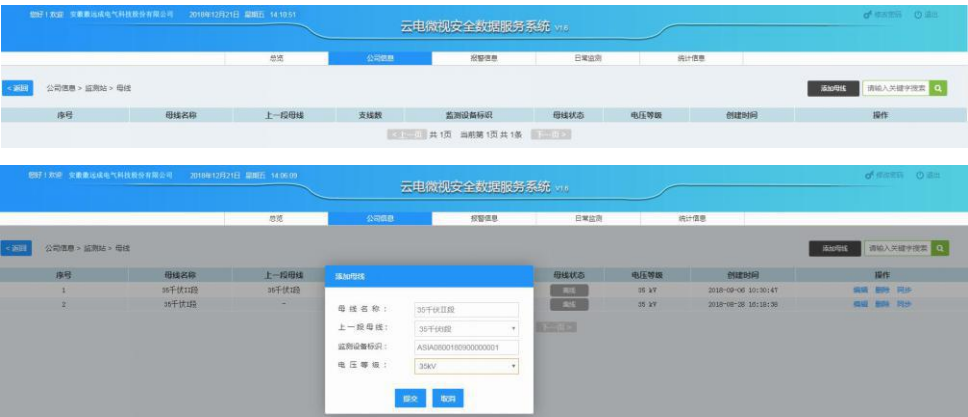 您好！欢迎 安徽徽远成电气科技股份有限公司 2018年12月21日 星期五 14:10:51
云电微视安全数据服务系统 V1.6
修改密码 退出
总览 公司信息 报警信息 日常监测 统计信息
<返回 公司信息 > 监测站 > 母线 添加母线 请输入关键字搜索
序号 母线名称 上一段母线 支线数 监测设备标识 母线状态 电压等级 创建时间 操作
<上一页 共1页 当前第1页 共1条 下一页>
您好！欢迎 安徽徽远成电气科技股份有限公司 2018年12月21日 星期五 14:06:09
云电微视安全数据服务系统 V1.6
修改密码 退出
总览 公司信息 报警信息 日常监测 统计信息
<返回 公司信息 > 监测站 > 母线 添加母线 请输入关键字搜索
序号 母线名称 上一段母线 母线状态 电压等级 创建时间 操作
1 35千伏II段 35千伏I段 离线 35 kV 2018-09-06 10:30:47 编辑 删除 同步
2 35千伏I段 - 离线 35 kV 2018-08-28 16:18:56 编辑 删除 同步
下一页>
添加母线
母线名称： 35千伏II段
上一段母线： 35千伏I段
监测设备标识：
电压等级： 35kV
提交 取消